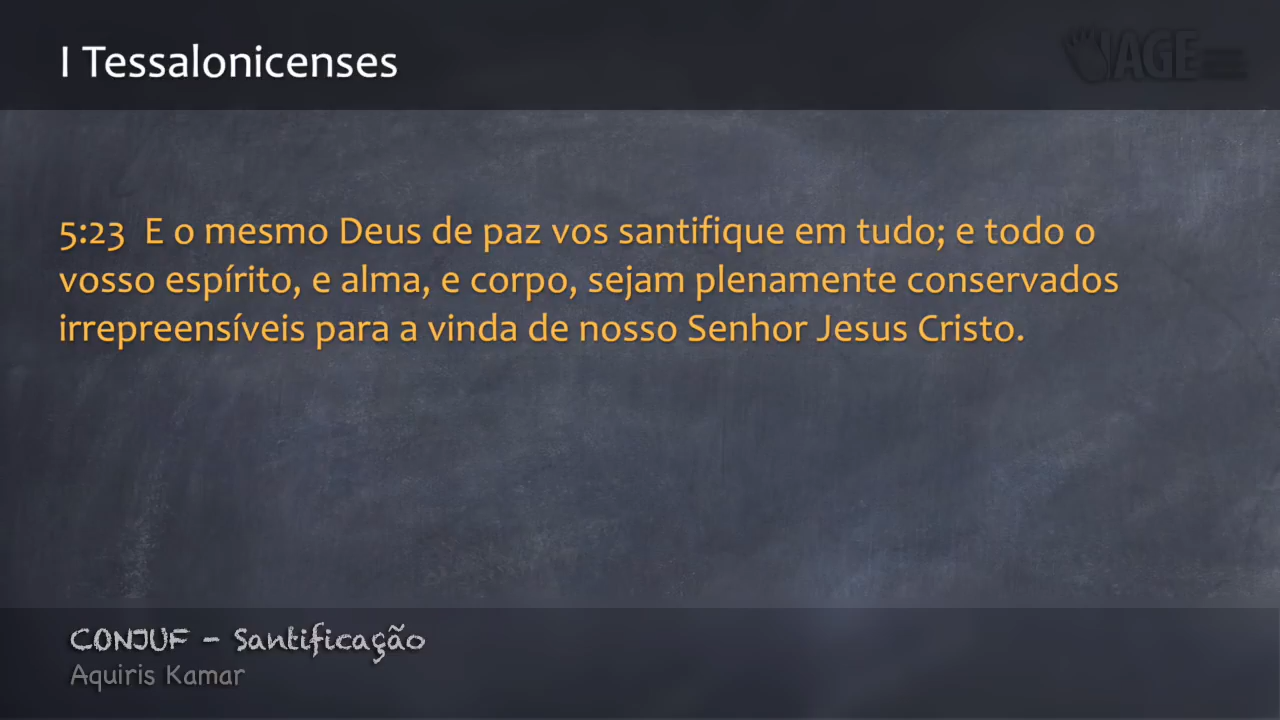 I Tessalonicenses
IAGE
5:23 E o mesmo Deus de paz vos santifique em tudo; e todo o
vosso espírito, e alma, e corpo, sejam plenamente conservados
irrepreensíveis para a vinda de nosso Senhor Jesus Cristo.
CONJUF - Santificação
Aquiris Kamar